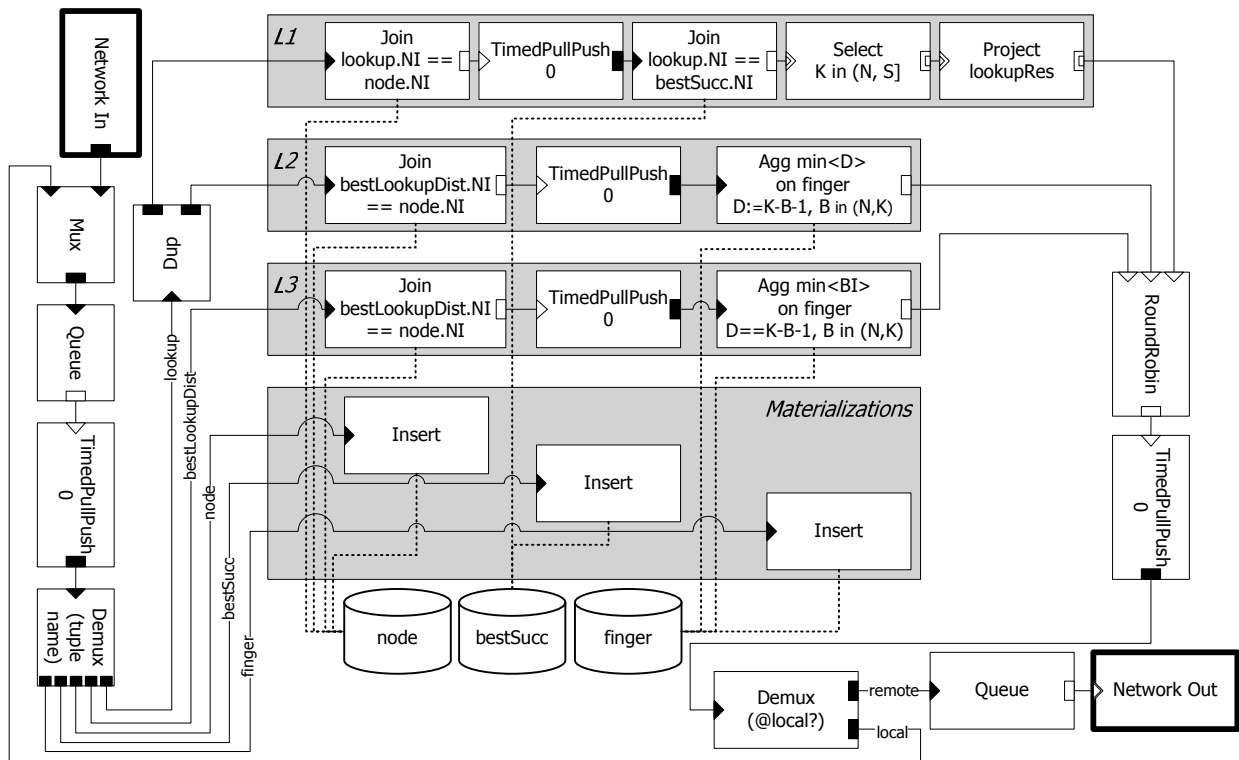 Network In
Mux
Queue
TimedPullPush
0
Demux
(tuple
name)
Dup
lookup
bestLookupDist
node
bestSucc
finger
L1
Join
lookup.NI ==
node.NI
TimedPullPush
0
Join
lookup.NI ==
bestSucc.NI
Select
K in (N, S]
Project
lookupRes
L2
Join
bestLookupDist.NI
== node.NI
TimedPullPush
0
Agg min<D>
on finger
D:=K-B-1, B in (N,K)
L3
Join
bestLookupDist.NI
== node.NI
TimedPullPush
0
Agg min<BI>
on finger
D==K-B-1, B in (N,K)
Materializations
Insert
Insert
Insert
node
bestSucc
finger
RoundRobin
TimedPullPush
0
Demux
(@local?)
remote
local
Queue
Network Out